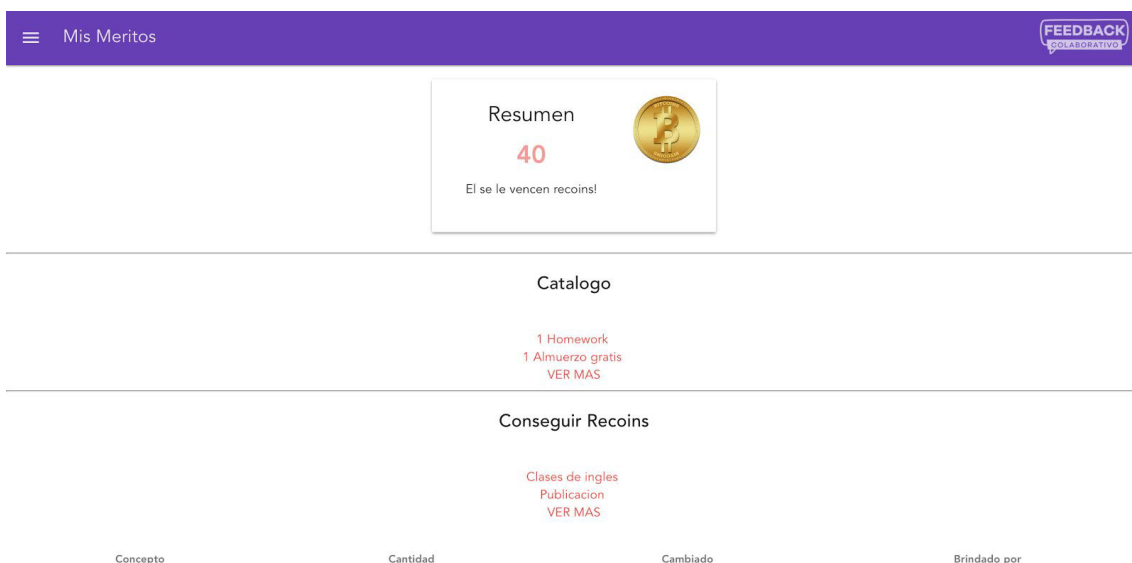 Mis Meritos
FEEDBACK
COLABORATIVO
Resumen
40
El se le vencen recoins!
Catalogo
1 Homework
1 Almuerzo gratis
VER MAS
Conseguir Recoins
Clases de ingles
Publicacion
VER MAS
Concepto Cantidad Cambiado Brindado por